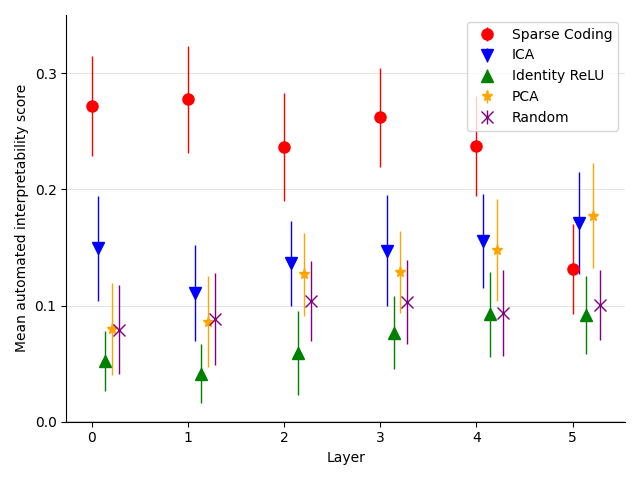 Mean automated interpretability score
0.3
0.2
0.1
0.0
Sparse Coding
ICA
Identity ReLU
PCA
Random
0 1 2 3 4 5
Layer